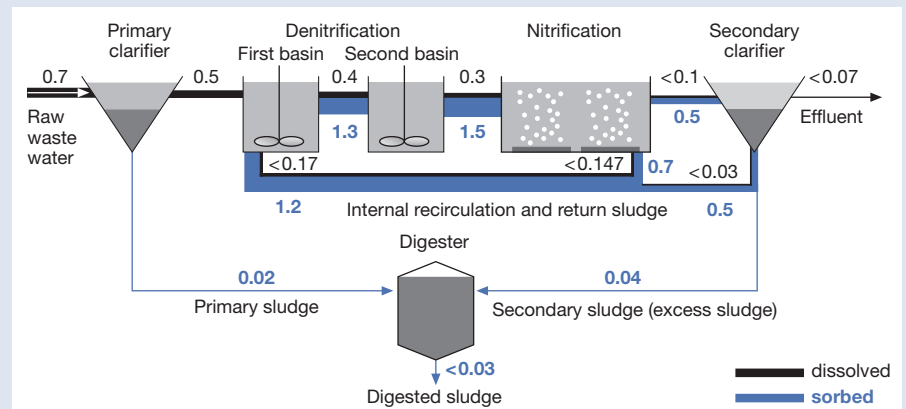 Primary
clarifier
Denitrification
First basin
Second basin
Nitrification
Secondary
clarifier
0.7
0.5
0.4
0.3
<0.1
<0.07
Raw
waste
water
1.3
1.5
0.5
Effluent
<0.17
<0.147
0.7
<0.03
1.2
Internal recirculation and return sludge
0.5
Digester
0.02
0.04
Primary sludge
Secondary sludge (excess sludge)
<0.03
Digested sludge
dissolved
sorbed